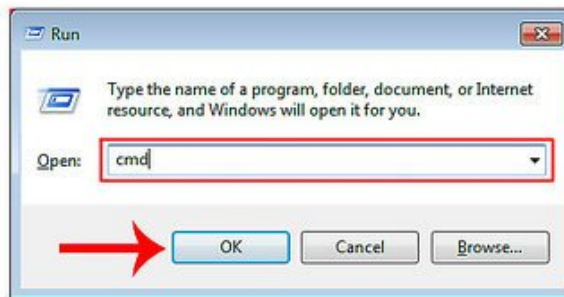 Run
Type the name of a program, folder, document, or Internet
resource, and Windows will open it for you.
Open: cmd
OK Cancel Browse...